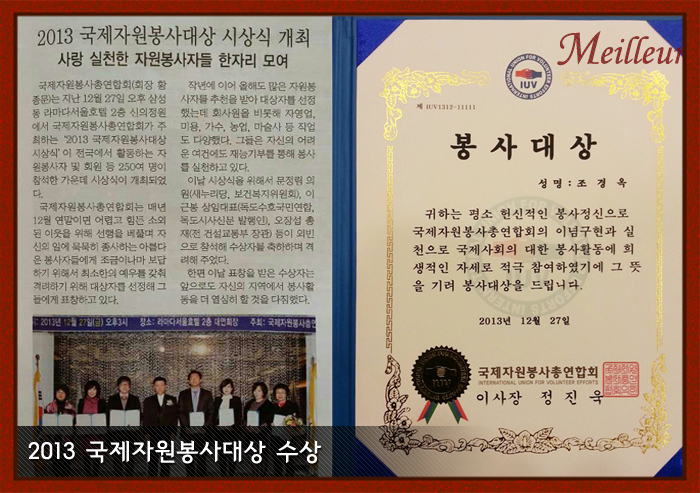 2013 국제자원봉사대상 시상식 개최
사랑 실천한 자원봉사자들 한자리 모여
국제자원봉사총연합회(회장 황
종문)는 지난 12월 27일 오후 삼성
동 라마다서울호텔 2층 신의정원
에서 국제자원봉사총연합회가 주
최하는 '2013 국제자원봉사대상
시상식'이 전국에서 활동하는 자
원봉사자 및 회원 등 250여 명이
참석한 가운데 시상식이 개최되었
다.
국제자원봉사총연합회는 매년
12월 연말이면 어렵고 힘든 소외
된 이웃을 위해 선행을 베풀며 자
신의 일에 묵묵히 종사하는 아름다
운 봉사자들에게 조금이나마 보답
하기 위해서 최소한의 예우를 갖춰
격려하기 위해 대상자를 선정해 그
들에게 표창하고 있다.
작년에 이어 올해도 많은 자원봉
사자를 추천을 받아 대상자를 선정
했는데 회사원을 비롯해 자영업,
미용, 가수, 농업, 마술사 등 직업
도 다양했다. 그들은 자신의 어려
운 여건에도 재능기부를 통해 봉사
를 실천하고 있다.
이날 시상식을 위해서 문정림 의
원(새누리당, 보건복지위원회), 이
근봉 상임대표(독도수호국민연합,
독도시사신문 발행인), 오장섭 총
재(전 건설교통부 장관) 등이 외빈
으로 참석해 수상자를 축하하며 격
려해 주었다.
한편 이날 표창을 받은 수상자는
앞으로도 자신의 지역에서 봉사활
동을 더 열심히 할 것을 다짐했다.
2013년 12월 27일(금) 오후3시 장소: 라마다서울호텔 2층 대연회장 주최: 국제자원봉사총연
2013 국제자원봉사대상 수상
Meilleur
INTERNATIONAL UNION FOR VOLUNTEER EFFORTS
IUV
제 IUV1312-11111
봉사대상
성명:조경옥
귀하는 평소 헌신적인 봉사정신으로
국제자원봉사총연합회의 이념구현과 실
천으로 국제사회의 대한 봉사활동에 희
생적인 자세로 적극 참여하였기에 그 뜻
을 기려 봉사대상을 드립니다.
2013년 12월 27일
국제자원봉사총연합회
INTERNATIONAL UNION FOR VOLUNTEER EFFORTS
이사장 정진욱